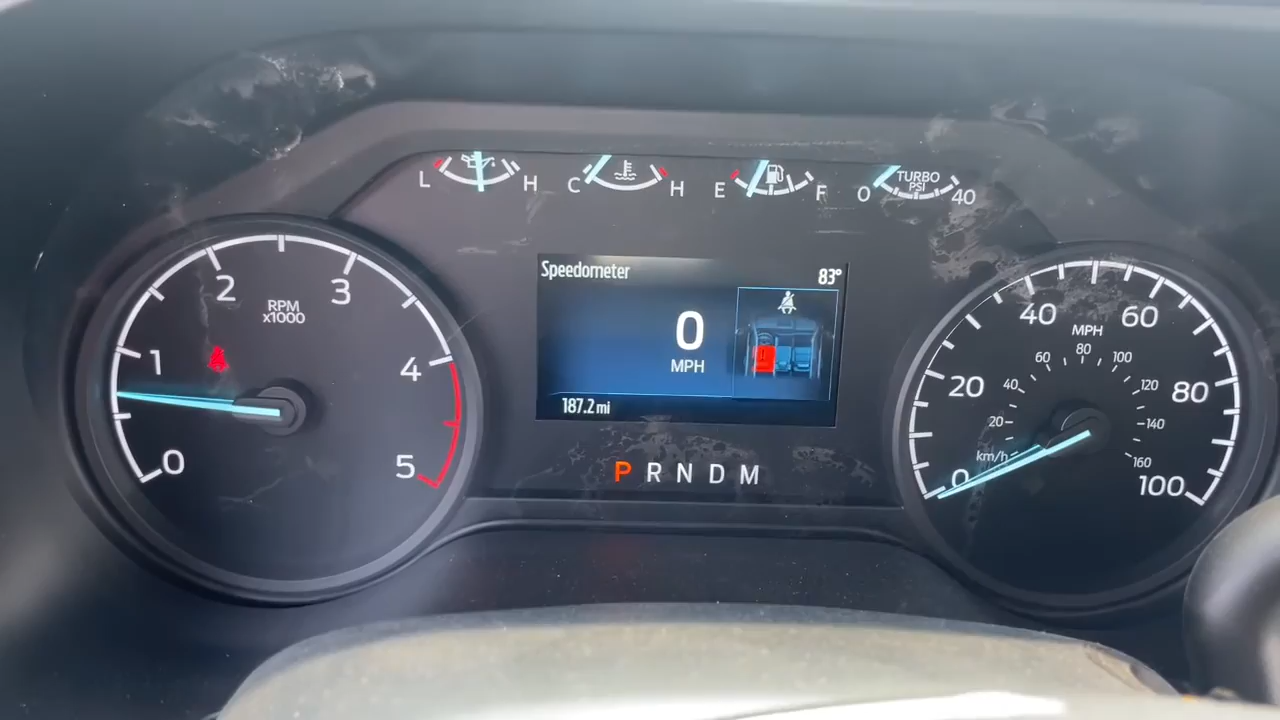 L H C H E F 0 TURBO PSI 40
Speedometer 83°
0
MPH
187.2 mi
P R N D M
0 1 2 3 4 5
RPM
x1000
0 20 40 60 80 100
MPH
km/h 20 40 60 80 100 120 140 160